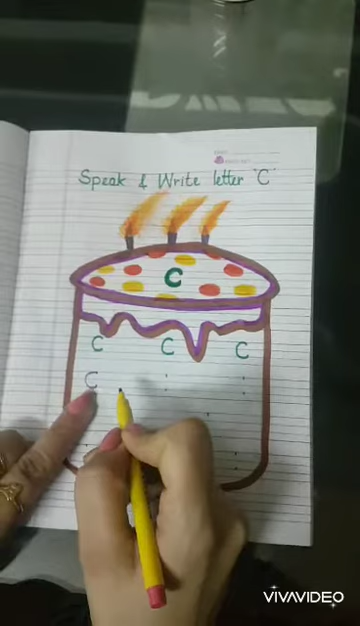 Speak & Write letter "C"
C
C C C
C
VIVAVIDEO